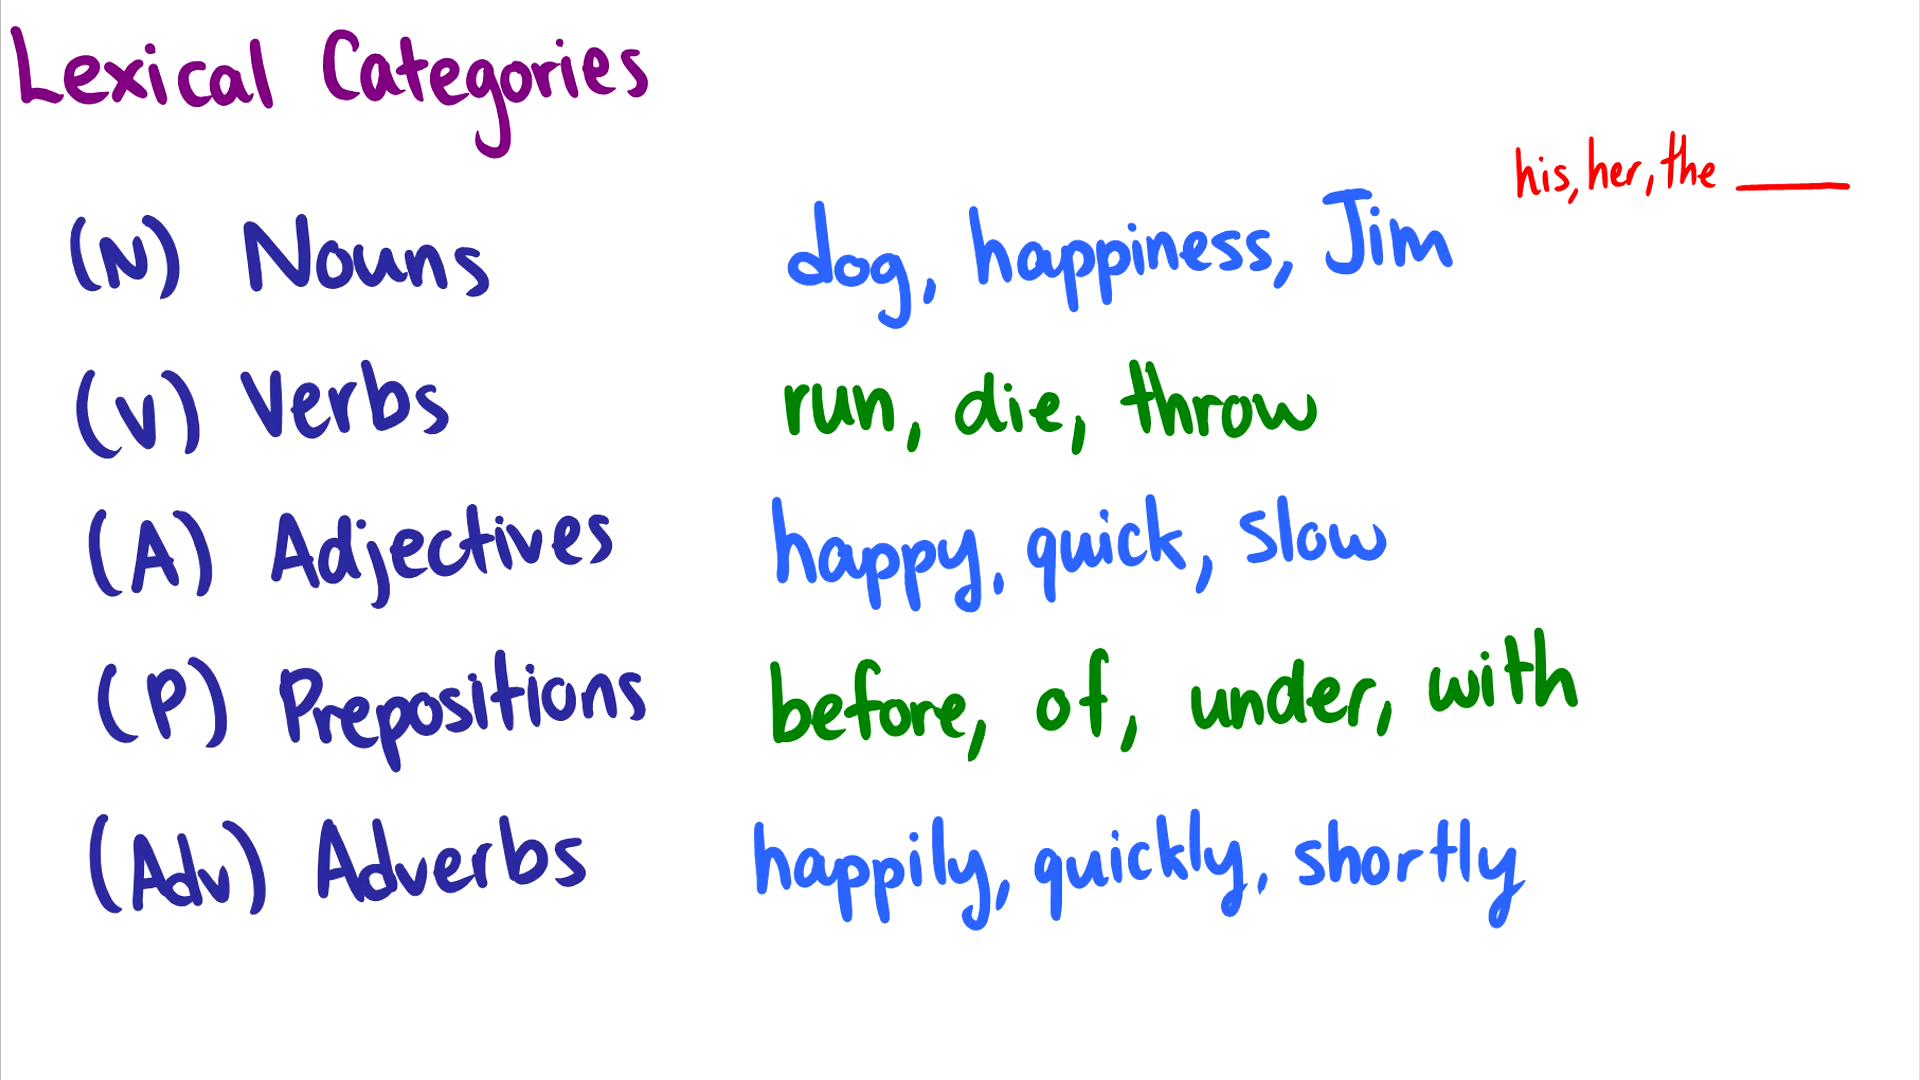 Lexical Categories
his, her, the ____
(N) Nouns dog, happiness, Jim
(V) Verbs run, die, throw
(A) Adjectives happy, quick, slow
(P) Prepositions before, of, under, with
(Adv) Adverbs happily, quickly, shortly